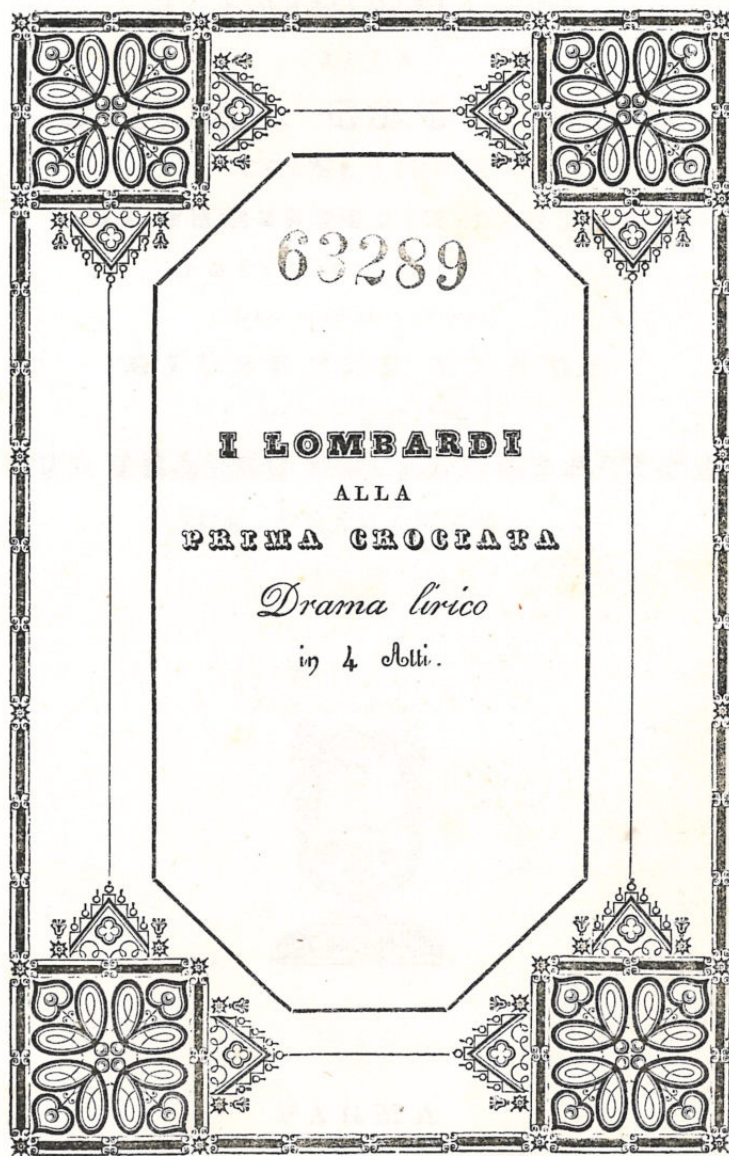 63289
I LOMBARDI
ALLA
PRIMA CROCIATA
Drama lirico
in 4 Atti.